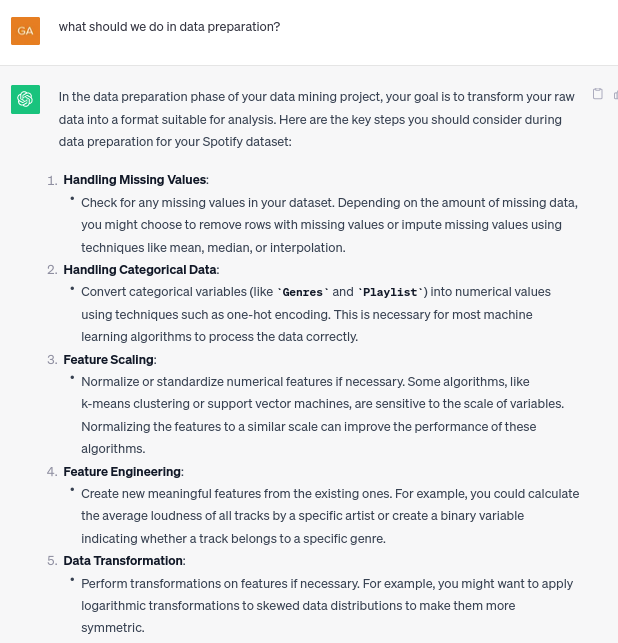 GA
what should we do in data preparation?
In the data preparation phase of your data mining project, your goal is to transform your raw
data into a format suitable for analysis. Here are the key steps you should consider during
data preparation for your Spotify dataset:
1. Handling Missing Values:
• Check for any missing values in your dataset. Depending on the amount of missing data,
you might choose to remove rows with missing values or impute missing values using
techniques like mean, median, or interpolation.
2. Handling Categorical Data:
• Convert categorical variables (like `Genres` and `Playlist`) into numerical values
using techniques such as one-hot encoding. This is necessary for most machine
learning algorithms to process the data correctly.
3. Feature Scaling:
• Normalize or standardize numerical features if necessary. Some algorithms, like
k-means clustering or support vector machines, are sensitive to the scale of variables.
Normalizing the features to a similar scale can improve the performance of these
algorithms.
4. Feature Engineering:
• Create new meaningful features from the existing ones. For example, you could calculate
the average loudness of all tracks by a specific artist or create a binary variable
indicating whether a track belongs to a specific genre.
5. Data Transformation:
• Perform transformations on features if necessary. For example, you might want to apply
logarithmic transformations to skewed data distributions to make them more
symmetric.